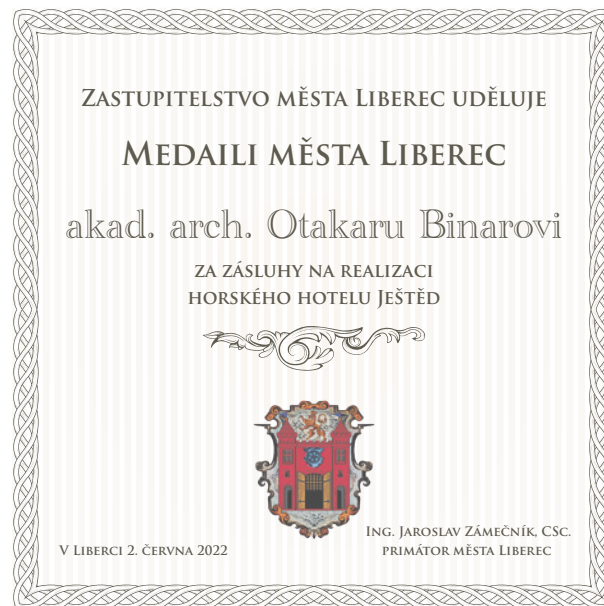 Zastupitelstvo města Liberec uděluje
Medaili města Liberec
akad. arch. Otakaru Binarovi
za zásluhy na realizaci
horského hotelu Ještěd
V Liberci 2. června 2022
Ing. Jaroslav Zámečník, CSc.
primátor města Liberec